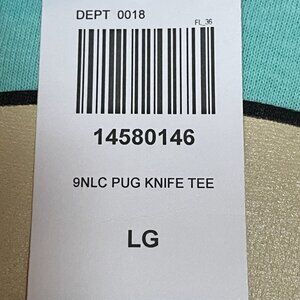 DEPT 0018
FL_36
14580146
9NLC PUG KNIFE TEE
LG